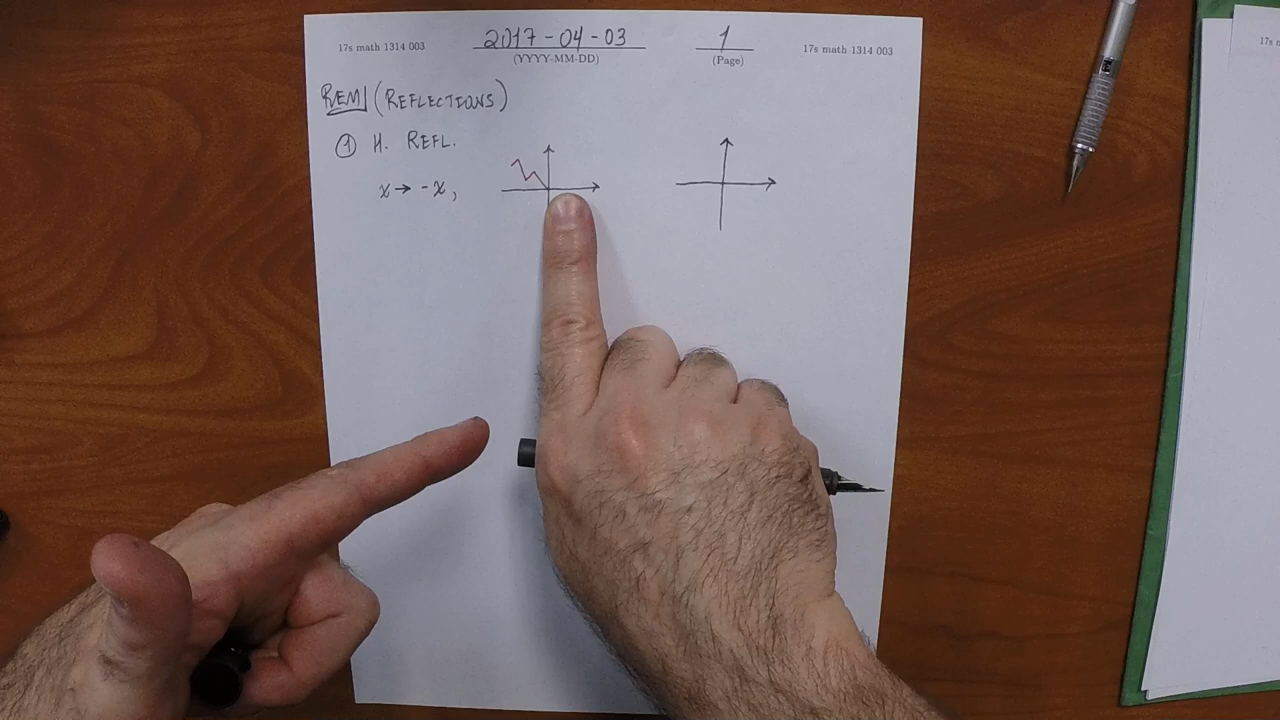 17s math 1314 003 2017-04-03 1 17s math 1314 003
(YYYY-MM-DD) (Page)
REM (REFLECTIONS)
① H. REFL.
x → -x,
17s